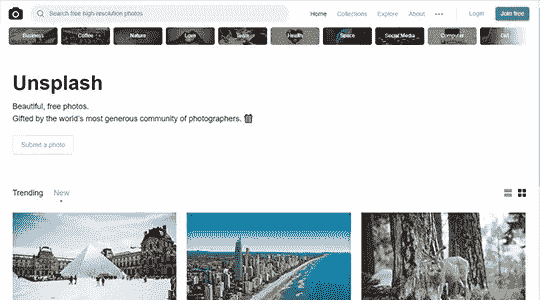 Search free high-resolution photos
Home Collections Explore About ••• Login Join free
Business Coffee Nature Love Health Space Social Media Computer
Unsplash
Beautiful, free photos.
Gifted by the world's most generous community of photographers.
Submit a photo
Trending New